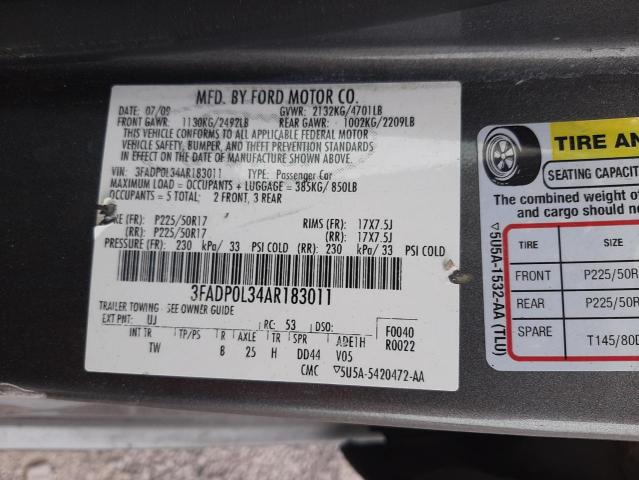 MFD. BY FORD MOTOR CO.
DATE: 07/09 GVWR: 2132KG/4701LB
FRONT GAWR: 1130KG/2492LB REAR GAWR: 1002KG/2209LB
THIS VEHICLE CONFORMS TO ALL APPLICABLE FEDERAL MOTOR
VEHICLE SAFETY, BUMPER, AND THEFT PREVENTION STANDARDS
IN EFFECT ON THE DATE OF MANUFACTURE SHOWN ABOVE.
VIN: 3FADP0L34AR183011 TYPE: Passenger Car
MAXIMUM LOAD = OCCUPANTS + LUGGAGE = 385KG/ 850LB
OCCUPANTS = 5 TOTAL: 2 FRONT, 3 REAR
(FR): P225/50R17 RIMS (FR): 17X7.5J
(RR): P225/50R17 (RR): 17X7.5J
PRESSURE (FR): 230 kPa/ 33 PSI COLD (RR): 230 kPa/ 33 PSI COLD
3FADP0L34AR183011
TRAILER TOWING - SEE OWNER GUIDE
EXT PNT: UJ RC: 53 DSO: F0040
INT TR TP/PS R AXLE TR SPR ADE1H R0022
TW 8 25 H DD44 V05
CMC ▽5U5A-5420472-AA
▽5U5A-1532-AA (TLU)
TIRE AN
SEATING CAPACIT
The combined weight of
and cargo should ne
TIRE SIZE
FRONT P225/50R
REAR P225/50R
SPARE T145/80D